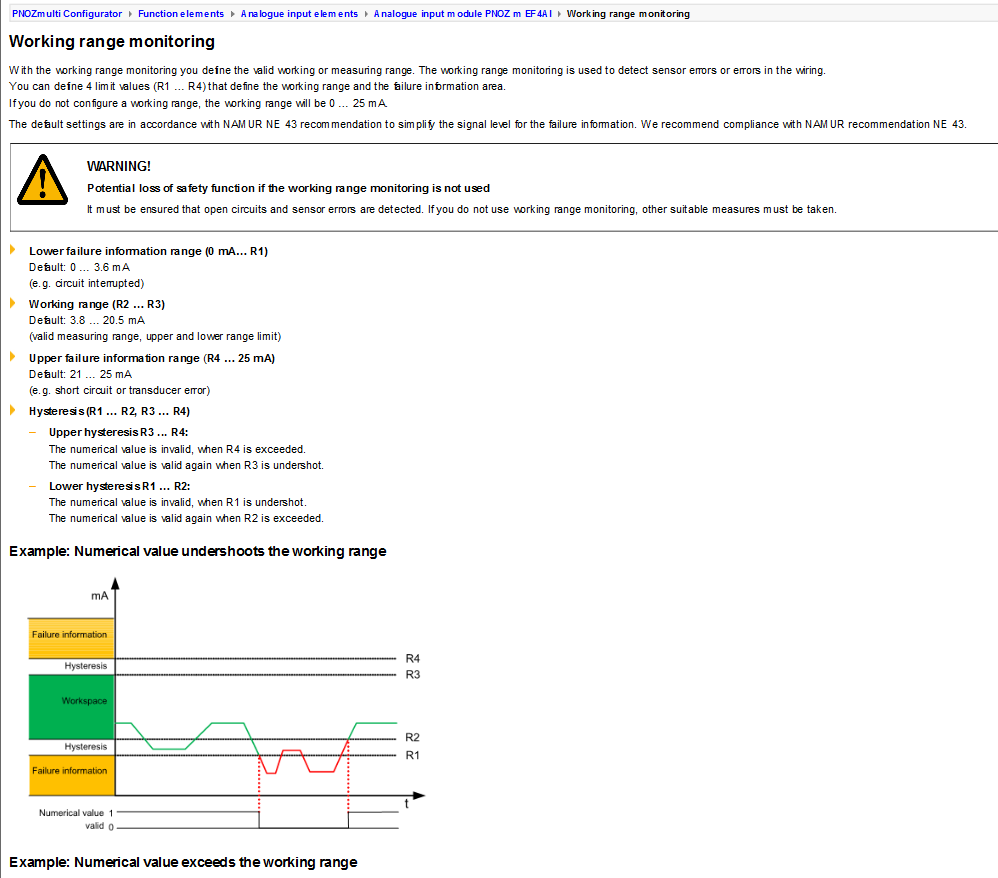 PNOZmulti Configurator Function elements Analogue input elements Analogue input module PNOZ m EF4AI Working range monitoring
Working range monitoring
With the working range monitoring you define the valid working or measuring range. The working range monitoring is used to detect sensor errors or errors in the wiring.
You can define 4 limit values (R1 ... R4) that define the working range and the failure information area.
If you do not configure a working range, the working range will be 0 ... 25 mA.
The default settings are in accordance with NAMUR NE 43 recommendation to simplify the signal level for the failure information. We recommend compliance with NAMUR recommendation NE 43.
WARNING!
Potential loss of safety function if the working range monitoring is not used
It must be ensured that open circuits and sensor errors are detected. If you do not use working range monitoring, other suitable measures must be taken.
Lower failure information range (0 mA... R1)
Default: 0 ... 3.6 mA
(e.g. circuit interrupted)
Working range (R2 ... R3)
Default: 3.8 ... 20.5 mA
(valid measuring range, upper and lower range limit)
Upper failure information range (R4 ... 25 mA)
Default: 21 ... 25 mA
(e.g. short circuit or transducer error)
Hysteresis (R1 ... R2, R3 ... R4)
– Upper hysteresis R3 ... R4:
The numerical value is invalid, when R4 is exceeded.
The numerical value is valid again when R3 is undershot.
– Lower hysteresis R1 ... R2:
The numerical value is invalid, when R1 is undershot.
The numerical value is valid again when R2 is exceeded.
Example: Numerical value undershoots the working range
mA
Failure information
Hysteresis
R4
R3
Workspace
R2
Hysteresis
R1
Failure information
t
Numerical value 1
valid 0
Example: Numerical value exceeds the working range